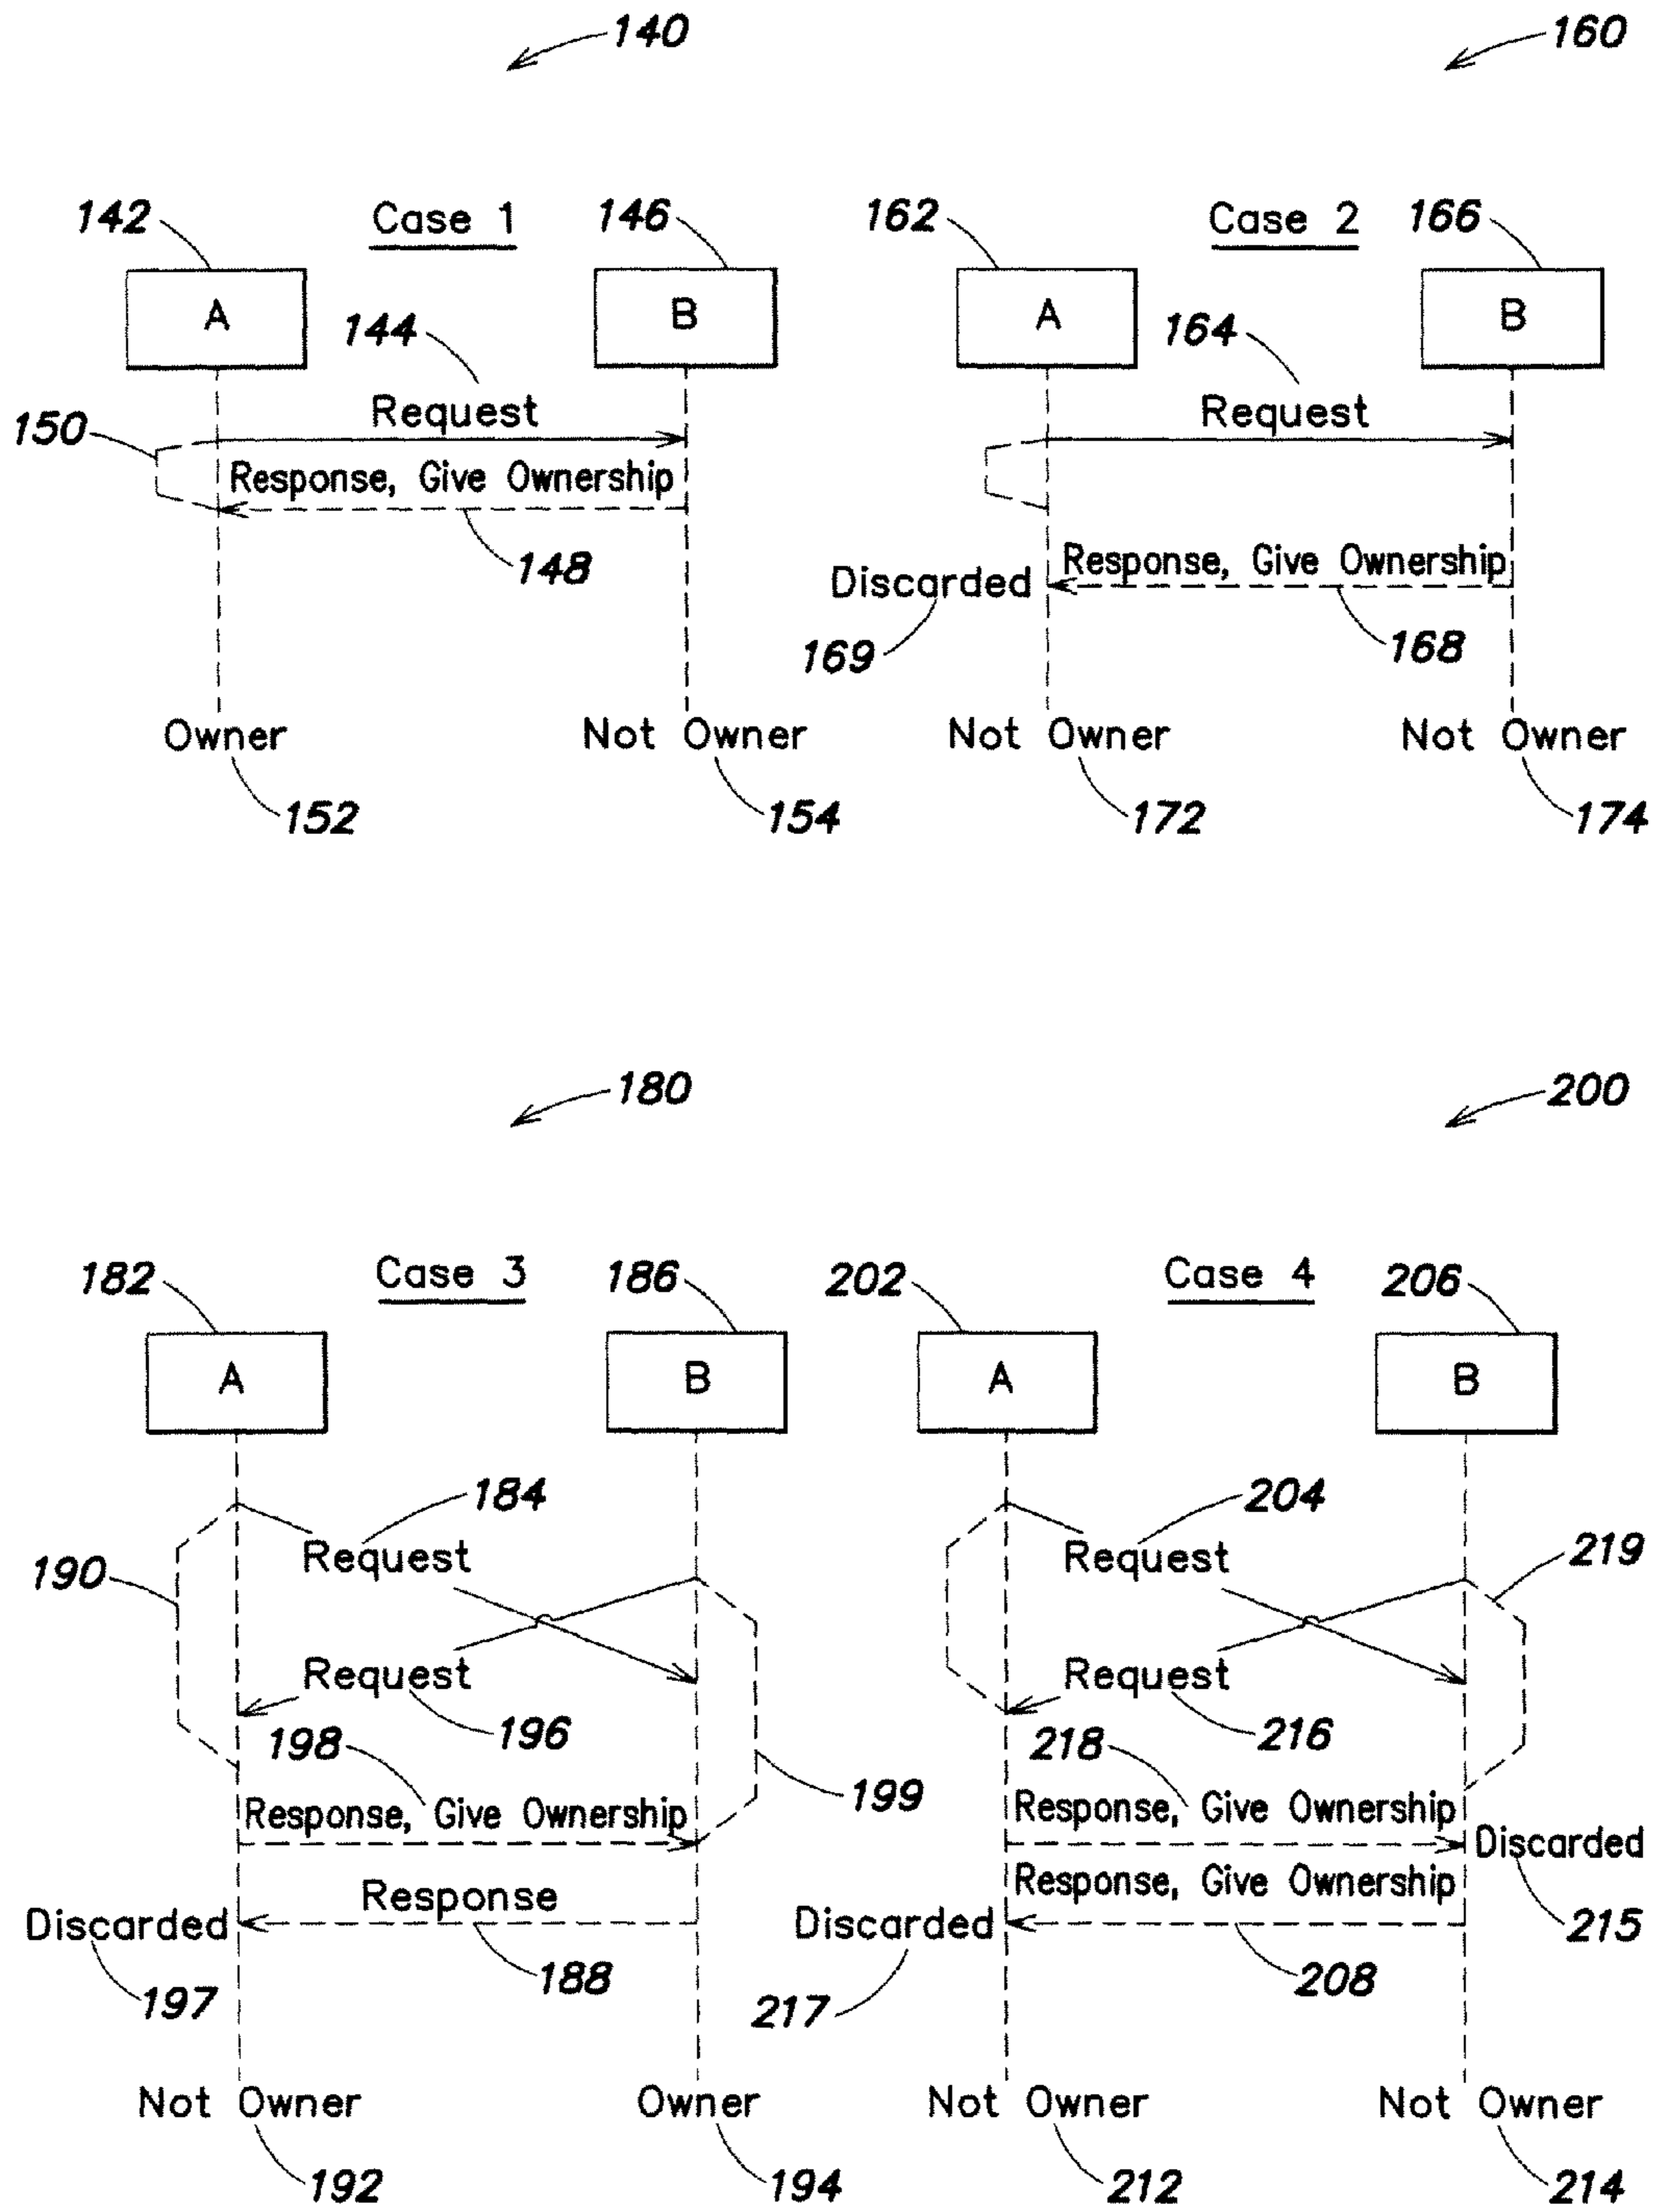 140
160
142 Case 1 146 162 Case 2 166
A B A B
144 164
Request Request
150
Response, Give Ownership
148
Response, Give Ownership
Discarded
169 168
Owner Not Owner Not Owner Not Owner
152 154 172 174
180
200
182 Case 3 186 202 Case 4 206
A B A B
184 204
Request Request
190 219
Request Request
198 196 218 216
199
Response, Give Ownership Response, Give Ownership
Discarded
Response Response, Give Ownership
Discarded Discarded
215
197 188 217 208
Not Owner Owner Not Owner Not Owner
192 194 212 214